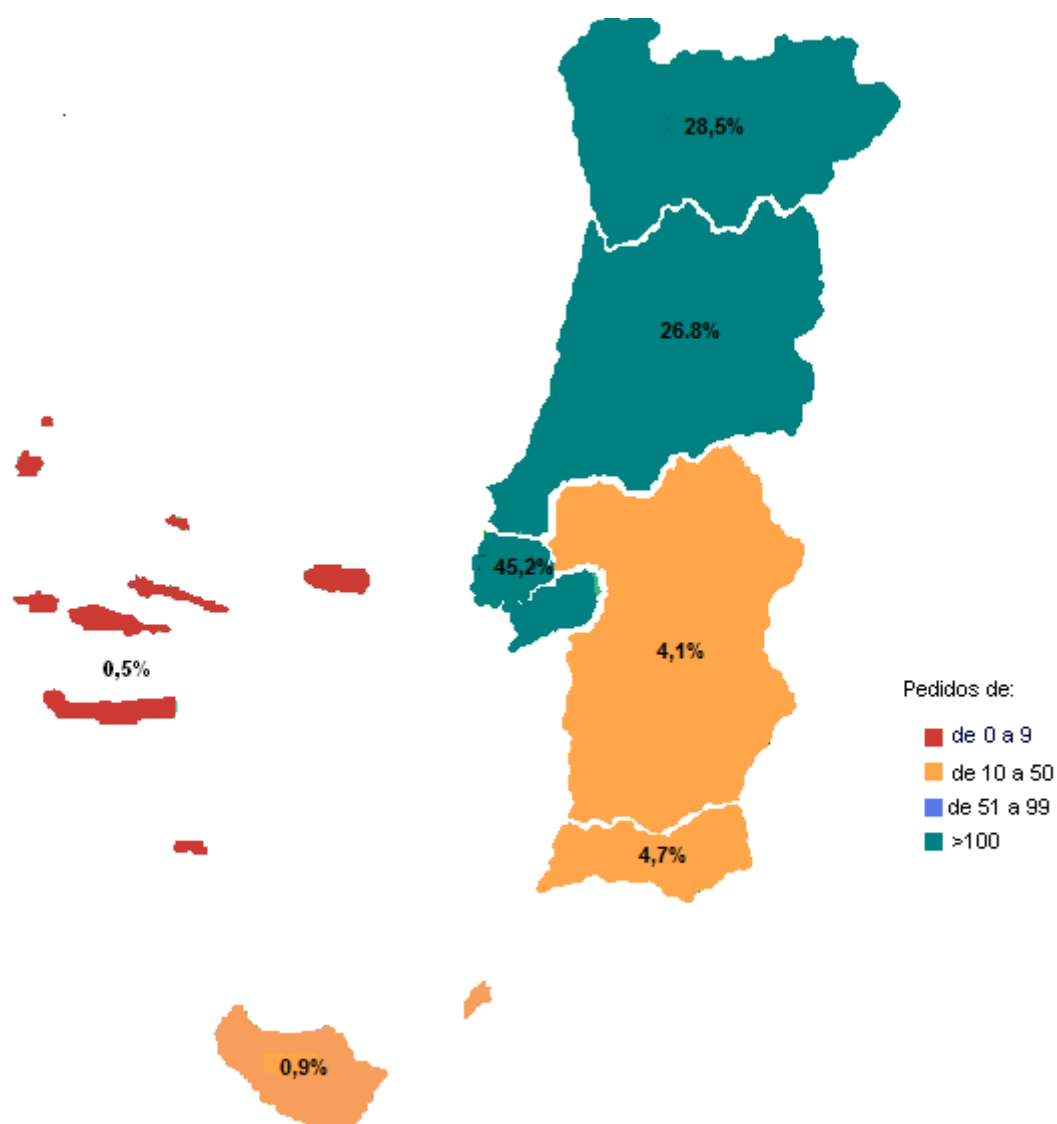 28,5%
26.8%
45,2%
4,1%
0,5%
Pedidos de:
de 0 a 9
de 10 a 50
de 51 a 99
>100
4,7%
0,9%